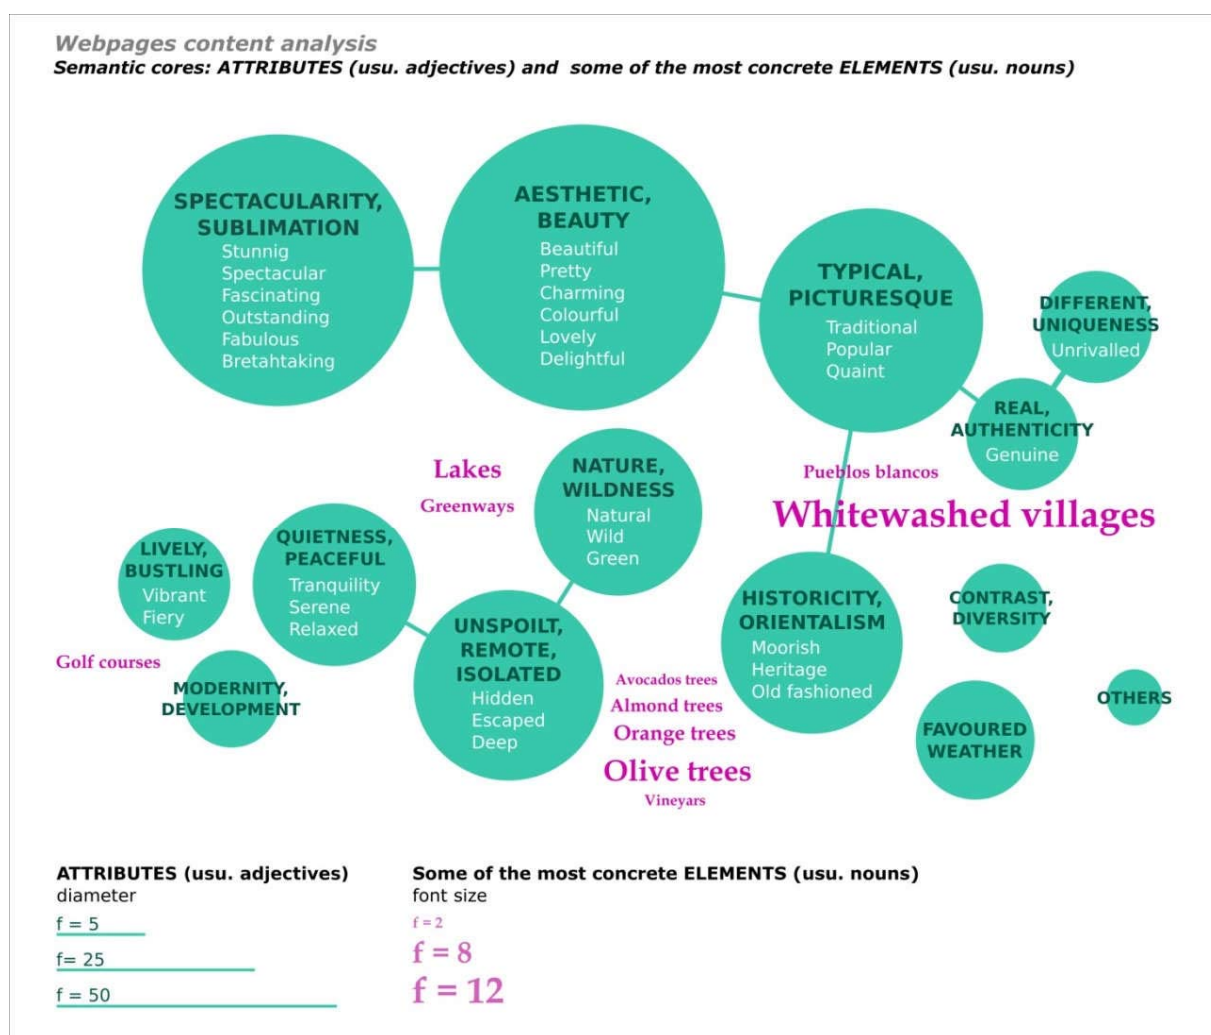 Webpages content analysis
Semantic cores: ATTRIBUTES (usu. adjectives) and some of the most concrete ELEMENTS (usu. nouns)
SPECTACULARITY,
SUBLIMATION
Stunnig
Spectacular
Fascinating
Outstanding
Fabulous
Bretahtaking
AESTHETIC,
BEAUTY
Beautiful
Pretty
Charming
Colourful
Lovely
Delightful
TYPICAL,
PICTURESQUE
Traditional
Popular
Quaint
DIFFERENT,
UNIQUENESS
Unrivalled
REAL,
AUTHENTICITY
Genuine
Lakes
Greenways
NATURE,
WILDNESS
Natural
Wild
Green
Pueblos blancos
Whitewashed villages
LIVELY,
BUSTLING
Vibrant
Fiery
QUIETNESS,
PEACEFUL
Tranquility
Serene
Relaxed
UNSPOILT,
REMOTE,
ISOLATED
Hidden
Escaped
Deep
HISTORICITY,
ORIENTALISM
Moorish
Heritage
Old fashioned
CONTRAST,
DIVERSITY
Golf courses
MODERNITY,
DEVELOPMENT
Avocados trees
Almond trees
Orange trees
Olive trees
Vineyars
FAVOURED
WEATHER
OTHERS
ATTRIBUTES (usu. adjectives)
diameter
f = 5
f= 25
f = 50
Some of the most concrete ELEMENTS (usu. nouns)
font size
f = 2
f = 8
f = 12